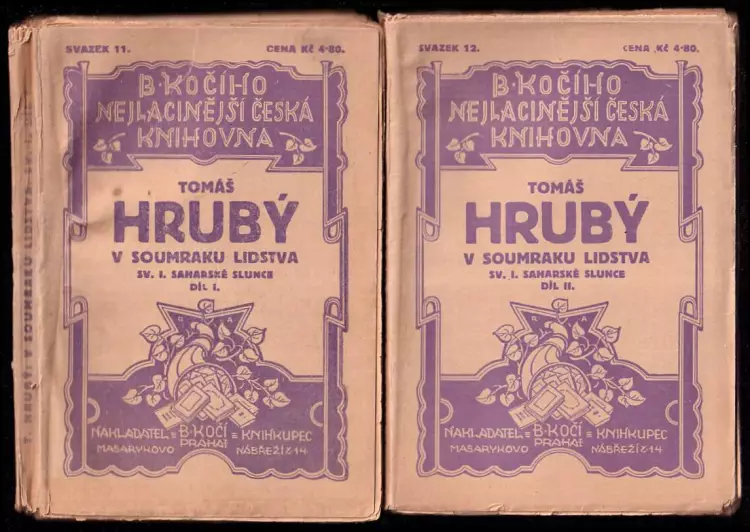 T. HRUBÝ: V SOUMRAKU LIDSTVA. SV. I. DÍL I.
SVAZEK 11. CENA KČ 4·80.
B·KOČÍHO
NEJLACINĚJŠÍ ČESKÁ
KNIHOVNA
TOMÁŠ
HRUBÝ
V SOUMRAKU LIDSTVA
SV. I. SAHARSKÉ SLUNCE
DÍL I.
NAKLADATEL B·KOČÍ KNIHKUPEC
PRAHA I
MASARYKOVO NÁBŘEŽÍ Č·14
SVAZEK 12. CENA KČ 4·80.
B·KOČÍHO
NEJLACINĚJŠÍ ČESKÁ
KNIHOVNA
TOMÁŠ
HRUBÝ
V SOUMRAKU LIDSTVA
SV. I. SAHARSKÉ SLUNCE
DÍL II.
NAKLADATEL B·KOČÍ KNIHKUPEC
PRAHA I
MASARYKOVO NÁBŘEŽÍ Č·14